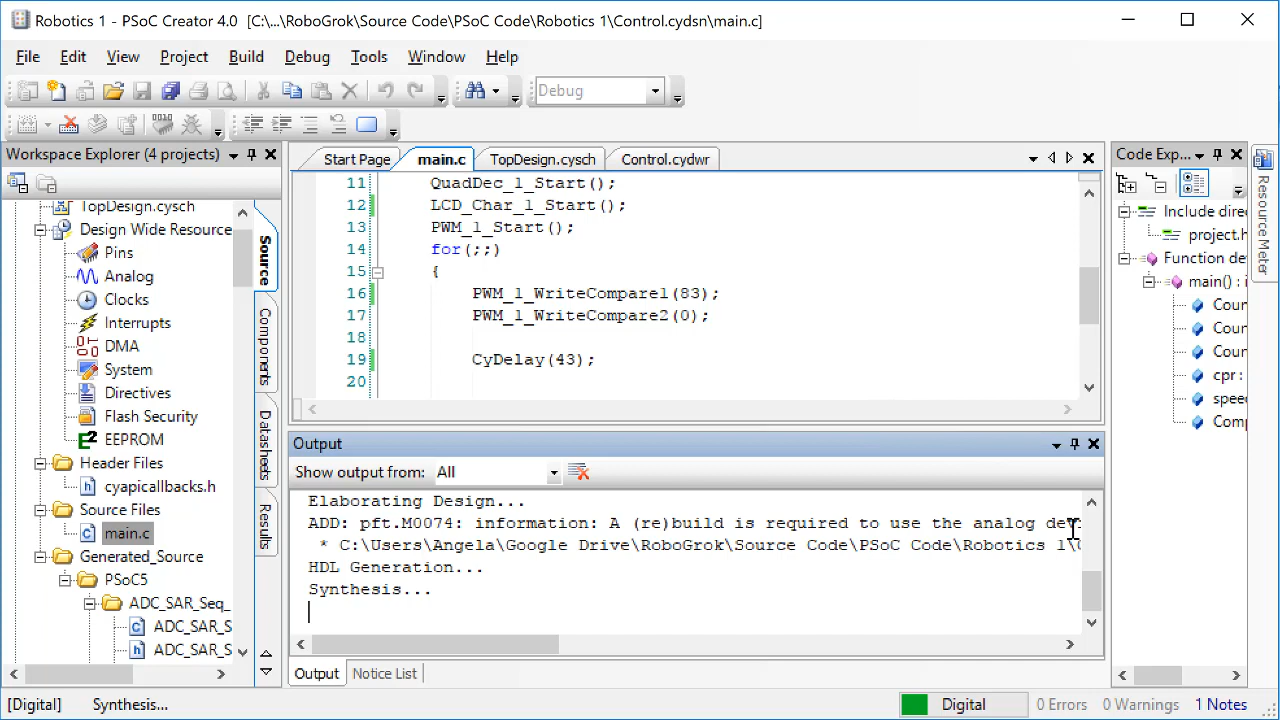 Robotics 1 - PSoC Creator 4.0 [C:\...\RoboGrok\Source Code\PSoC Code\Robotics 1\Control.cydsn\main.c]
File Edit View Project Build Debug Tools Window Help
Debug
Workspace Explorer (4 projects)
TopDesign.cysch
Design Wide Resource
Pins
Analog
Clocks
Interrupts
DMA
System
Directives
Flash Security
EEPROM
Header Files
cyapicallbacks.h
Source Files
main.c
Generated_Source
PSoC5
ADC_SAR_Seq_
ADC_SAR_S
ADC_SAR_S
Source
Components
Datasheets
Results
Start Page main.c TopDesign.cysch Control.cydwr
11 QuadDec_1_Start();
12 LCD_Char_1_Start();
13 PWM_1_Start();
14 for(;;)
15 {
16 PWM_1_WriteCompare1(83);
17 PWM_1_WriteCompare2(0);
18
19 CyDelay(43);
20
Output
Show output from: All
Elaborating Design...
ADD: pft.M0074: information: A (re)build is required to use the analog devi
* C:\Users\Angela\Google Drive\RoboGrok\Source Code\PSoC Code\Robotics 1\C
HDL Generation...
Synthesis...
Output Notice List
Code Exp...
Include direc
project.h
Function de
main() : i
Coun
Coun
Coun
cpr :
speed
Comp
Resource Meter
[Digital] Synthesis... Digital 0 Errors 0 Warnings 1 Notes